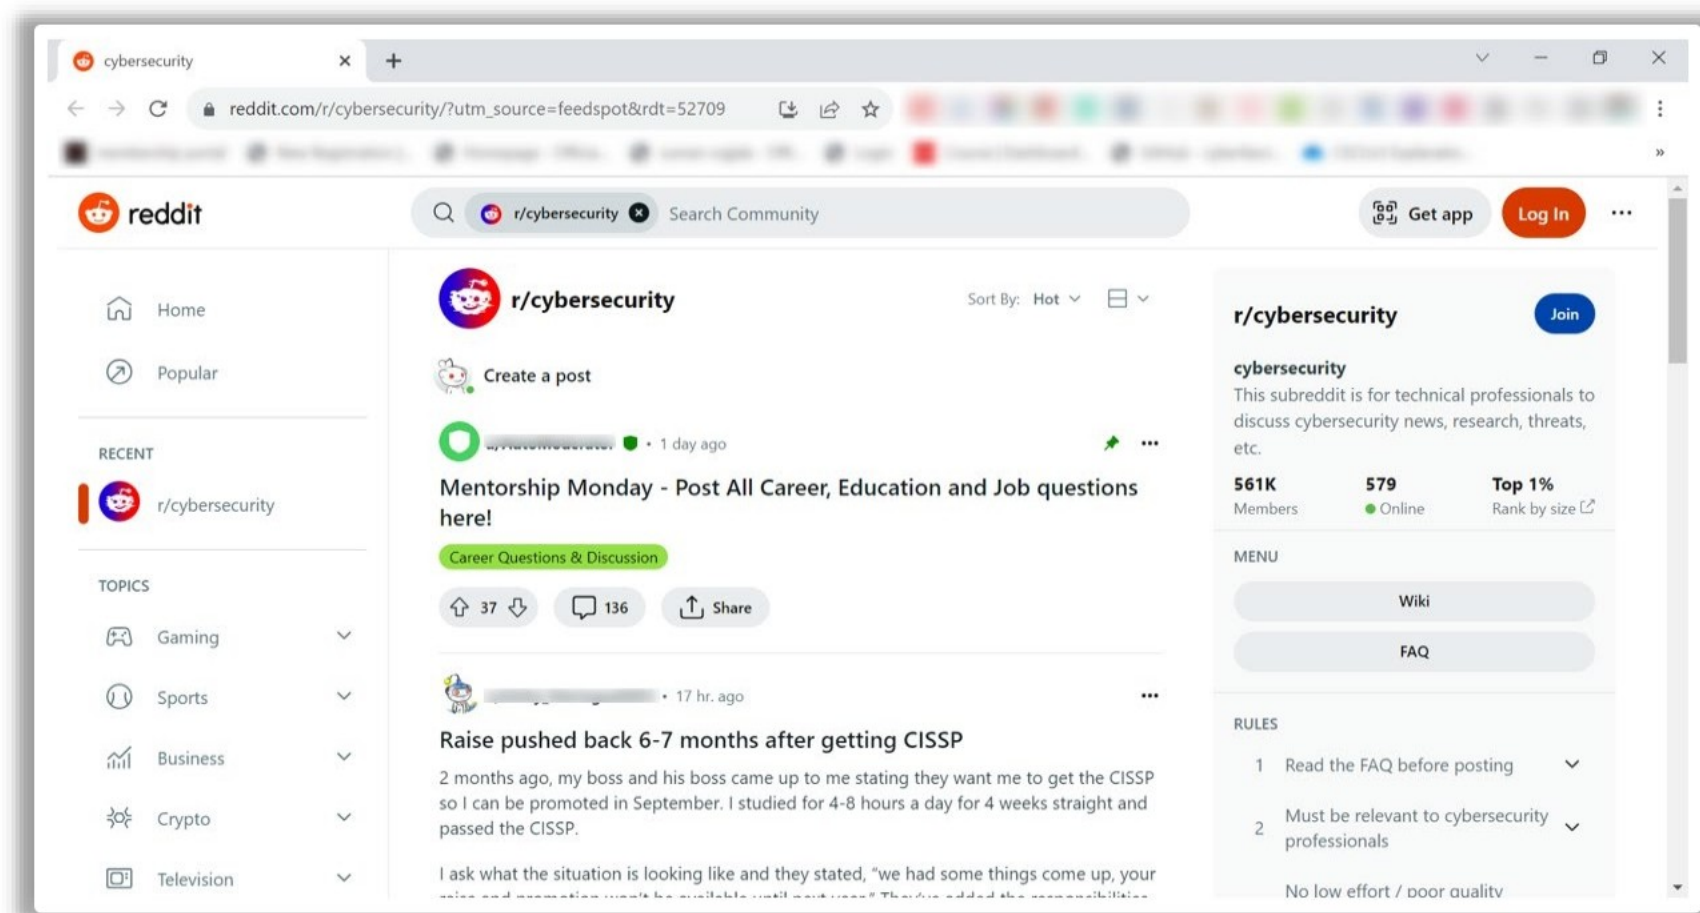 cybersecurity
reddit.com/r/cybersecurity/?utm_source=feedspot&rdt=52709
reddit
r/cybersecurity
Search Community
Get app
Log In
Home
Popular
RECENT
r/cybersecurity
TOPICS
Gaming
Sports
Business
Crypto
Television
r/cybersecurity
Sort By: Hot
Create a post
• 1 day ago
Mentorship Monday - Post All Career, Education and Job questions
here!
Career Questions & Discussion
37
136
Share
• 17 hr. ago
Raise pushed back 6-7 months after getting CISSP
2 months ago, my boss and his boss came up to me stating they want me to get the CISSP
so I can be promoted in September. I studied for 4-8 hours a day for 4 weeks straight and
passed the CISSP.
I ask what the situation is looking like and they stated, "we had some things come up, your
r/cybersecurity
Join
cybersecurity
This subreddit is for technical professionals to
discuss cybersecurity news, research, threats,
etc.
561K
Members
579
Online
Top 1%
Rank by size
MENU
Wiki
FAQ
RULES
1 Read the FAQ before posting
2 Must be relevant to cybersecurity
professionals
No low effort / poor quality